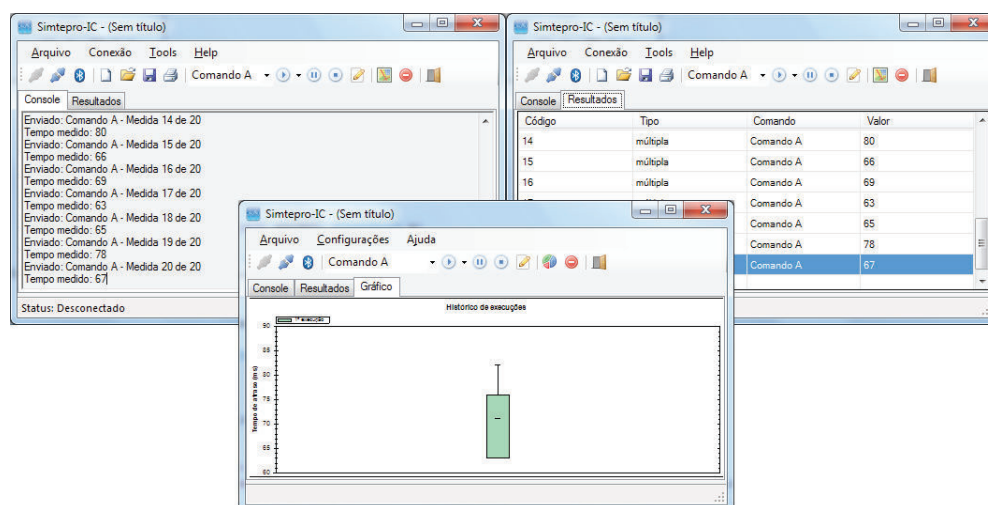 Simtepro-IC - (Sem título)
Arquivo Conexão Tools Help
Comando A
Console Resultados
Enviado: Comando A - Medida 14 de 20
Tempo medido: 80
Enviado: Comando A - Medida 15 de 20
Tempo medido: 66
Enviado: Comando A - Medida 16 de 20
Tempo medido: 69
Enviado: Comando A - Medida 17 de 20
Tempo medido: 63
Enviado: Comando A - Medida 18 de 20
Tempo medido: 65
Enviado: Comando A - Medida 19 de 20
Tempo medido: 78
Enviado: Comando A - Medida 20 de 20
Tempo medido: 67
Status: Desconectado
Simtepro-IC - (Sem título)
Arquivo Conexão Tools Help
Comando A
Console Resultados
Código Tipo Comando Valor
14 múltipla Comando A 80
15 múltipla Comando A 66
16 múltipla Comando A 69
Comando A 63
Comando A 65
Comando A 78
Comando A 67
Simtepro-IC - (Sem título)
Arquivo Configurações Ajuda
Comando A
Console Resultados Gráfico
Histórico de execuções
1ª execução
Tempo de atraso (ms)
90
85
80
75
70
65
60